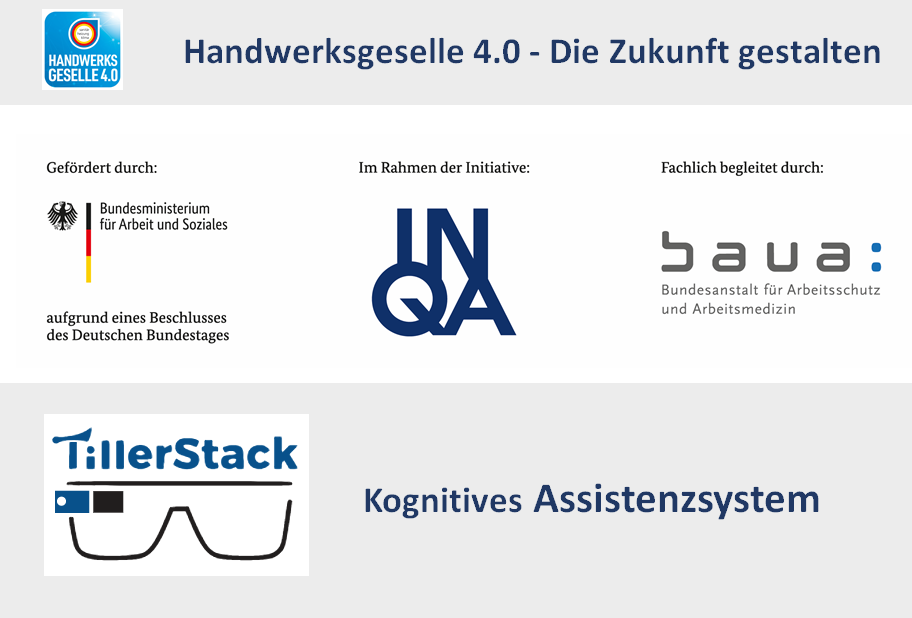 HANDWERKS
GESELLE 4.0
Handwerksgeselle 4.0 - Die Zukunft gestalten
Gefördert durch:
Bundesministerium
für Arbeit und Soziales
aufgrund eines Beschlusses
des Deutschen Bundestages
Im Rahmen der Initiative:
IN
QA
Fachlich begleitet durch:
baua:
Bundesanstalt für Arbeitsschutz
und Arbeitsmedizin
TillerStack
Kognitives Assistenzsystem